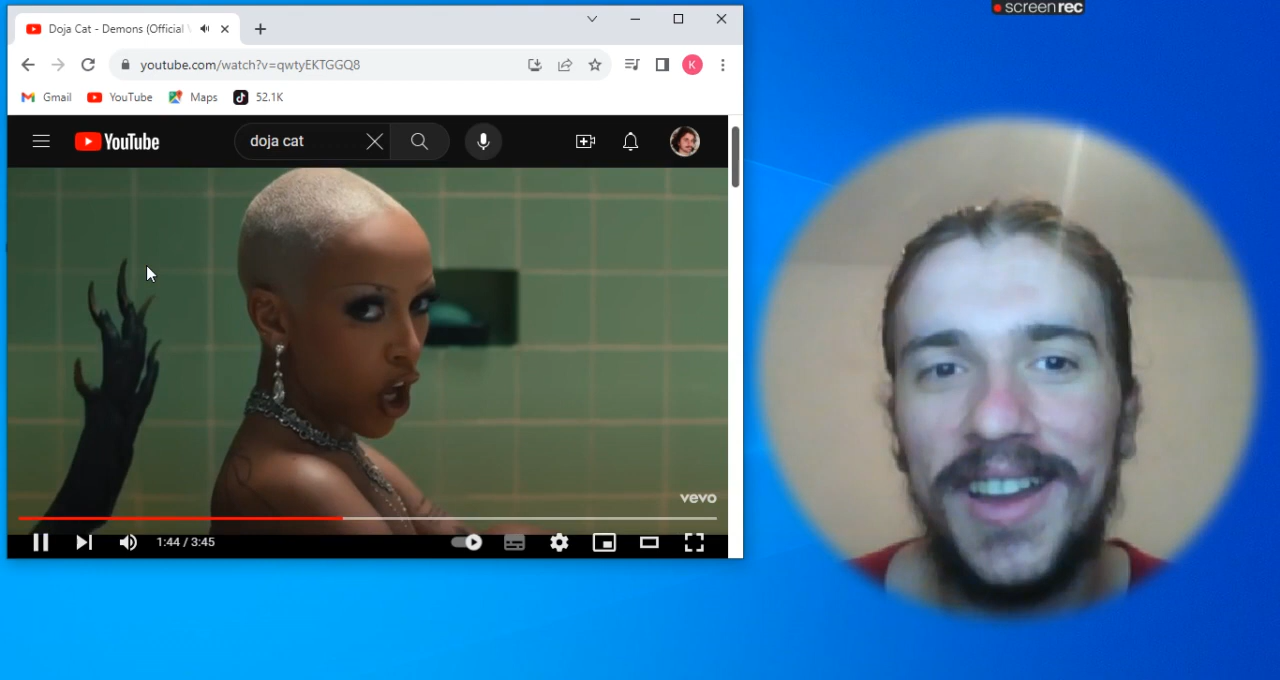 screenrec
Doja Cat - Demons (Official
youtube.com/watch?v=qwtyEKTGGQ8
K
Gmail YouTube Maps 52.1K
YouTube
doja cat
vevo
1:44 / 3:45